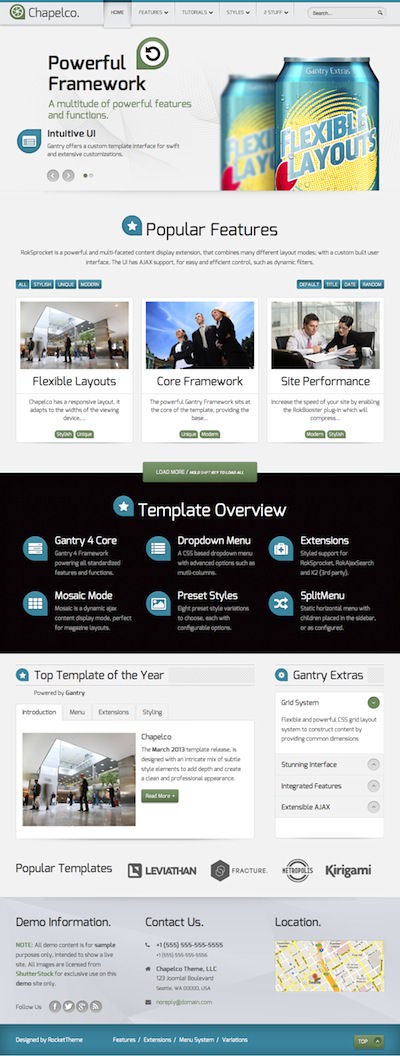 Chapelco.
HOME
FEATURES
TUTORIALS
STYLES
J! STUFF
Search...
Powerful
Framework
A multitude of powerful features
and functions.
Intuitive UI
Gantry offers a custom template interface for swift
and extensive customizations.
Gantry Extras
FLEXIBLE
LAYOUTS
Popular Features
RokSprocket is a powerful and multi-faceted content display extension, that combines many different layout modes; with a custom built user
interface. The UI has AJAX support, for easy and efficient control, such as dynamic filters.
ALL STYLISH UNIQUE MODERN
DEFAULT TITLE DATE RANDOM
Flexible Layouts
Chapelco has a responsive layout, it
adapts to the widths of the viewing
device,...
Stylish Unique
Core Framework
The powerful Gantry Framework sits at
the core of the template, providing the
base...
Unique Modern
Site Performance
Increase the speed of your site by enabling
the RokBooster plug-in which will
compress...
Modern Stylish
LOAD MORE / HOLD SHIFT KEY TO LOAD ALL
Template Overview
Gantry 4 Core
Gantry 4 Framework
powering all standardized
features and functions.
Dropdown Menu
A CSS based dropdown menu
with advanced options such as
mutli-columns.
Extensions
Styled support for
RokSprocket, RokAjaxSearch
and K2 (3rd party).
Mosaic Mode
Mosaic is a dynamic ajax
content display mode, perfect
for magazine layouts.
Preset Styles
Eight preset style variations
to choose, each with
configurable options.
SplitMenu
Static horizontal menu with
children placed in the sidebar,
or as configured.
Top Template of the Year
Powered by Gantry
Introduction
Menu
Extensions
Styling
Chapelco
The March 2013 template release, is
designed with an intricate mix of subtle
style elements to add depth and create
a clean and professional appearance.
Read More +
Gantry Extras
Grid System
Flexible and powerful CSS grid layout
system to construct content by
providing common dimensions
Stunning Interface
Integrated Features
Extensible AJAX
Popular Templates
LEVIATHAN
FRACTURE.
METROPOLIS
Kirigami
Demo Information.
NOTE: All demo content is for sample
purposes only, intended to show a live
site. All images are licensed from
ShutterStock for exclusive use on this
demo site only.
Follow Us
Contact Us.
+1 (555) 555-555-5555
+1 (555) 555-555-5556
Chapelco Theme, LLC
123 Joomla! Boulevard
Seattle, WA 00000, USA
noreply@domain.com
Location.
Designed by RocketTheme
Features / Extensions / Menu System / Variations
TOP